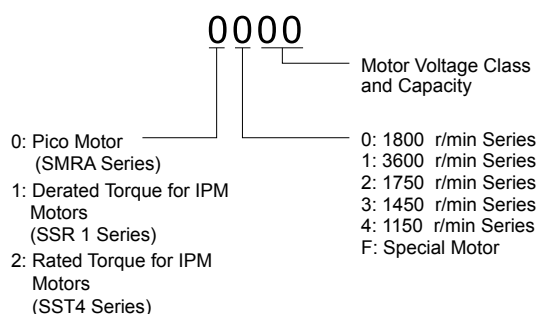 0000
Motor Voltage Class
and Capacity
0: Pico Motor
(SMRA Series)
1: Derated Torque for IPM
Motors
(SSR 1 Series)
2: Rated Torque for IPM
Motors
(SST4 Series)
0: 1800 r/min Series
1: 3600 r/min Series
2: 1750 r/min Series
3: 1450 r/min Series
4: 1150 r/min Series
F: Special Motor